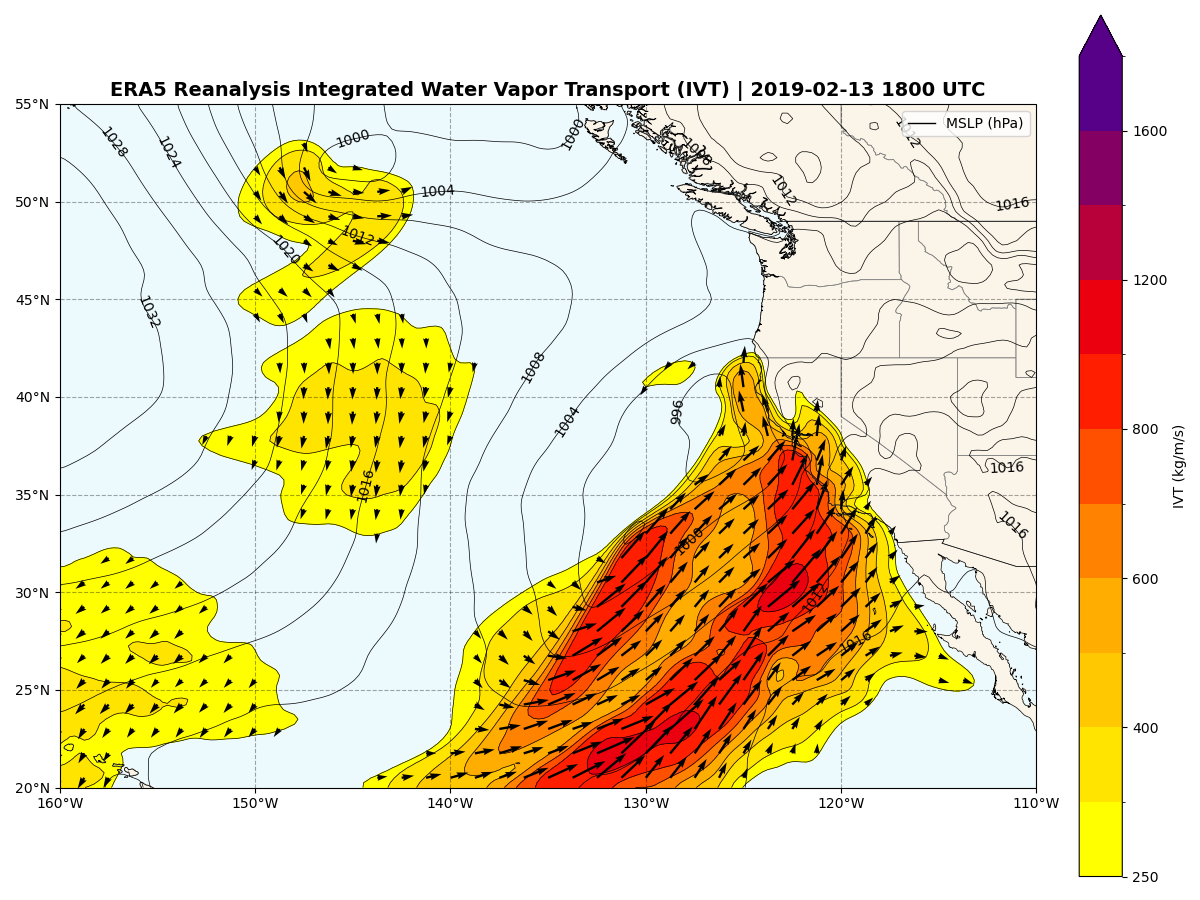 ERA5 Reanalysis Integrated Water Vapor Transport (IVT) | 2019-02-13 1800 UTC
MSLP (hPa)
55°N
50°N
45°N
40°N
35°N
30°N
25°N
20°N
160°W
150°W
140°W
130°W
120°W
110°W
1028
1024
1000
1000
1004
1012
1020
1032
1008
1012
1012
1016
1008
1004
996
1016
1016
1016
1008
1012
1016
1600
1200
800
600
400
250
IVT (kg/m/s)